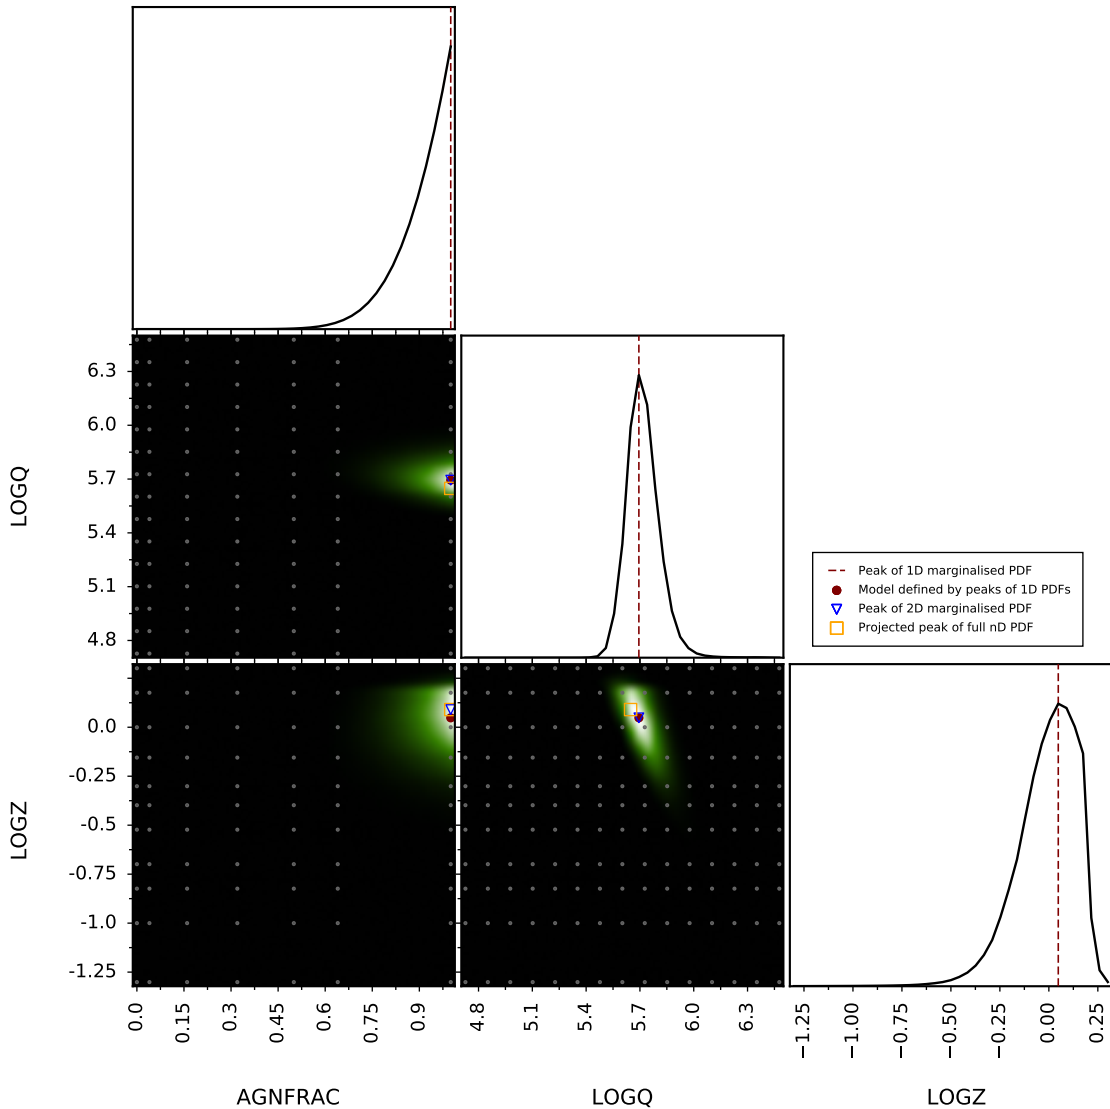 6.3
6.0
5.7
5.4
5.1
4.8
LOGQ
Peak of 1D marginalised PDF
Model defined by peaks of 1D PDFs
Peak of 2D marginalised PDF
Projected peak of full nD PDF
0.0
-0.25
-0.5
-0.75
-1.0
-1.25
LOGZ
0.0 0.15 0.3 0.45 0.6 0.75 0.9
4.8 5.1 5.4 5.7 6.0 6.3
−1.25 −1.00 −0.75 −0.50 −0.25 0.00 0.25
AGNFRAC LOGQ LOGZ